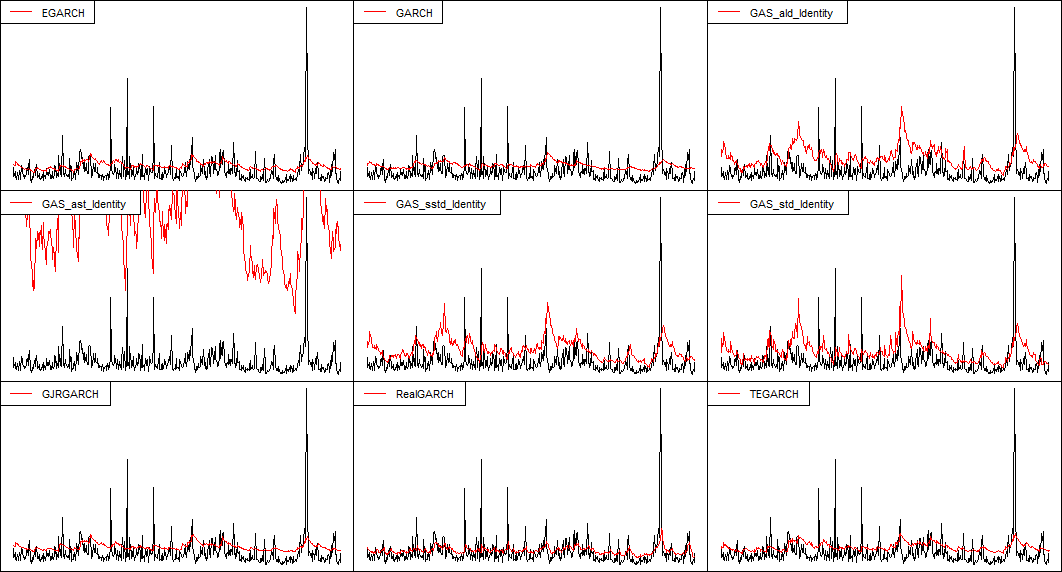 EGARCH
GARCH
GAS_ald_Identity
GAS_ast_Identity
GAS_sstd_Identity
GAS_std_Identity
GJRGARCH
RealGARCH
TEGARCH